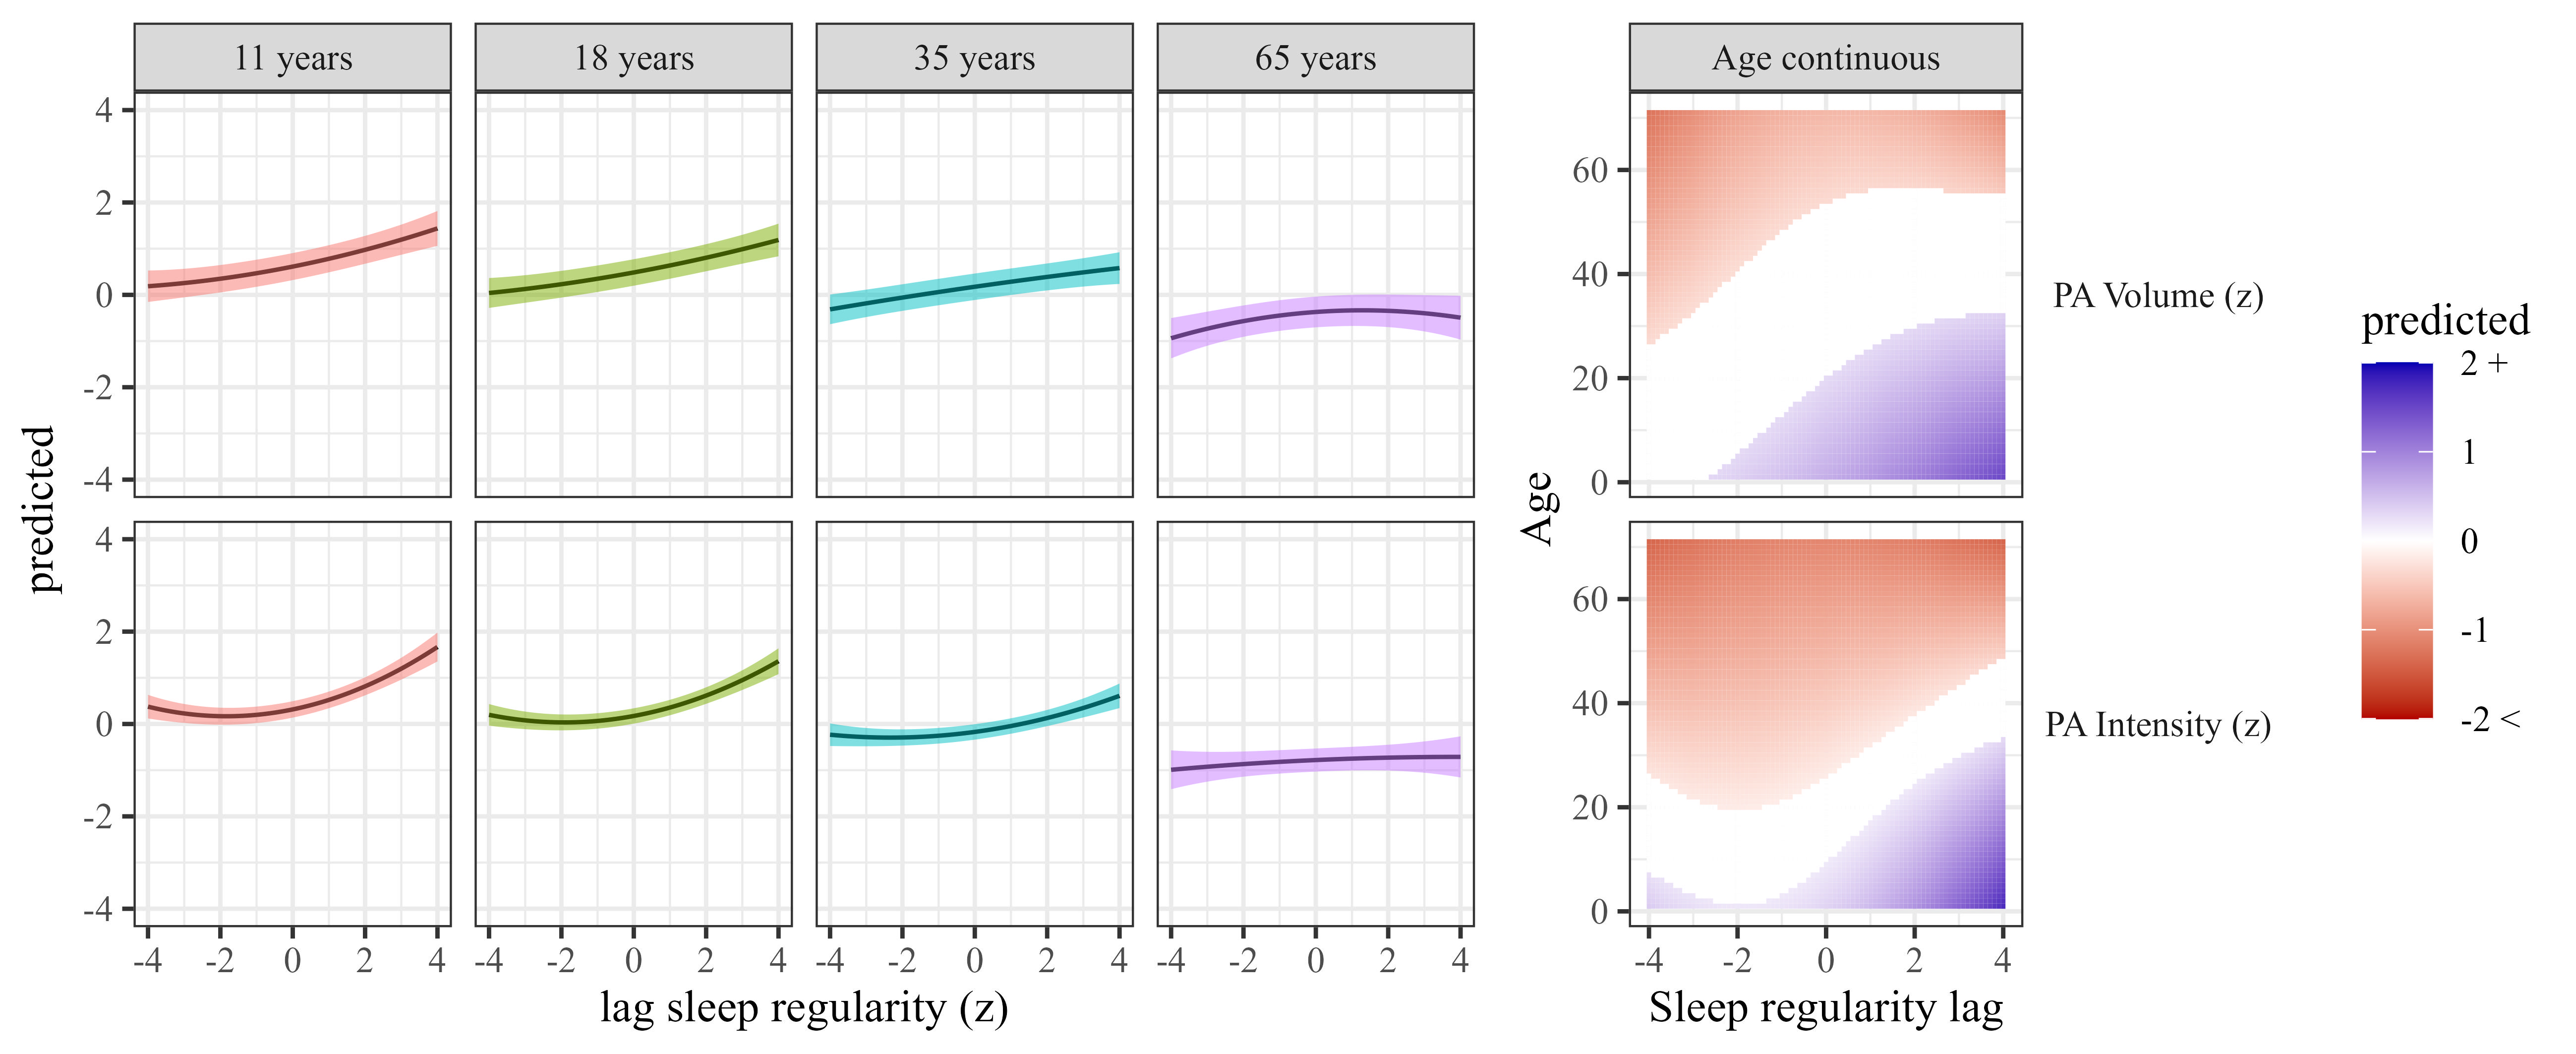 11 years
18 years
35 years
65 years
Age continuous
predicted
4
2
0
-2
-4
4
2
0
-2
-4
-4 -2 0 2 4
-4 -2 0 2 4
-4 -2 0 2 4
-4 -2 0 2 4
lag sleep regularity (z)
Age
60
40
20
0
60
40
20
0
-4 -2 0 2 4
Sleep regularity lag
PA Volume (z)
PA Intensity (z)
predicted
2 +
1
0
-1
-2 <